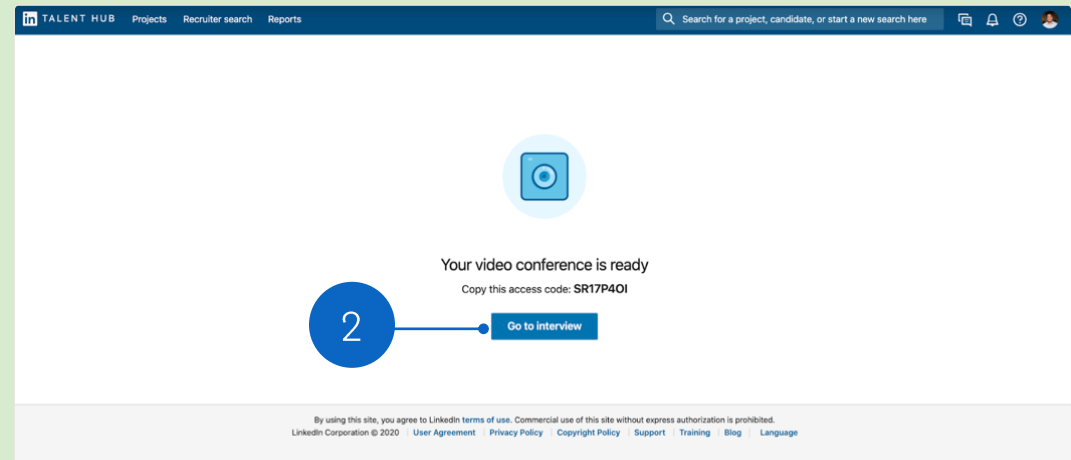 in TALENT HUB Projects Recruiter search Reports Search for a project, candidate, or start a new search here
Your video conference is ready
Copy this access code: SR17P4OI
2
Go to interview
By using this site, you agree to LinkedIn terms of use. Commercial use of this site without express authorization is prohibited.
LinkedIn Corporation © 2020 User Agreement Privacy Policy Copyright Policy Support Training Blog Language